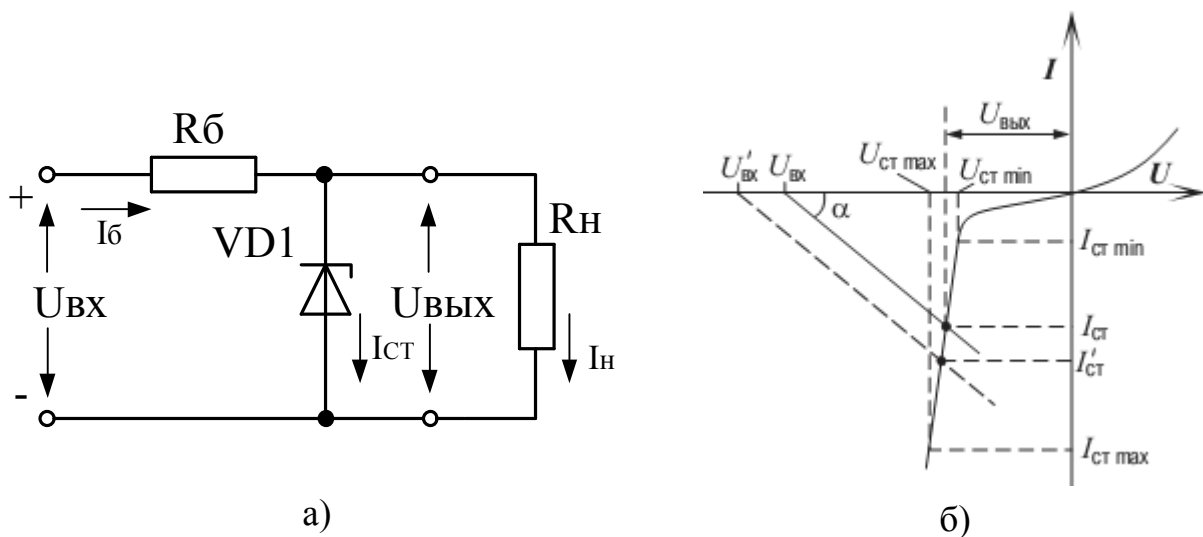 Rб
+
Iб
VD1
Rн
Uвх
Uвых
Iст
Iн
-
а)
I
Uвых
U′вх Uвх Uст max Uст min
U
α
Iст min
Iст
I′ст
Iст max
б)